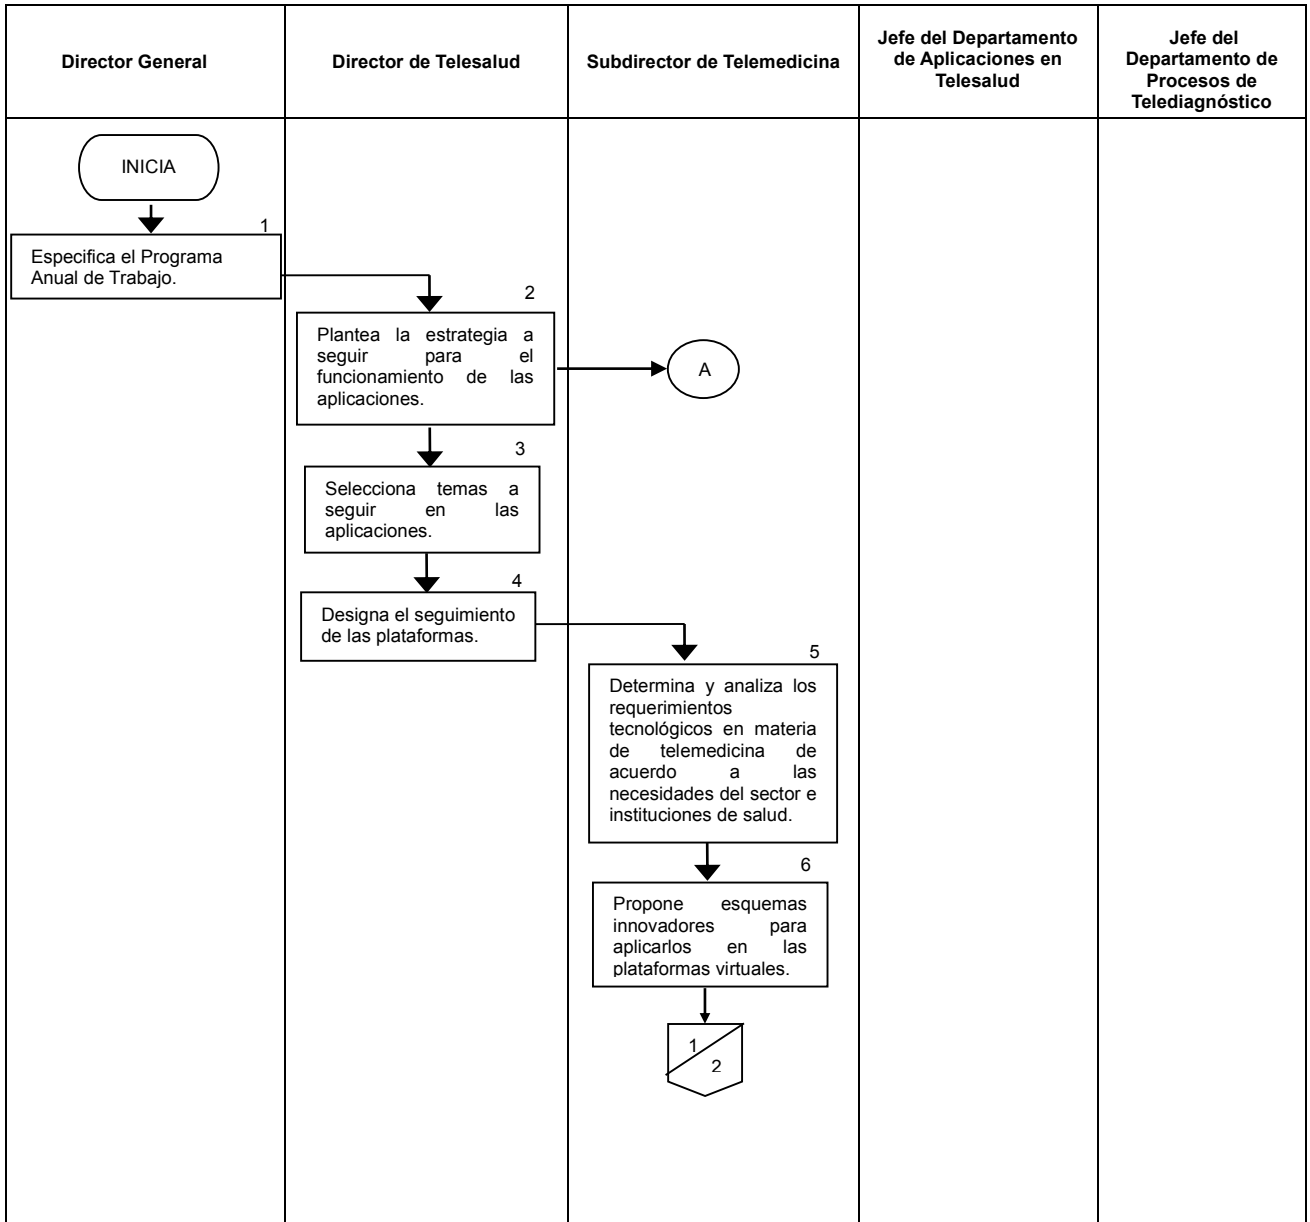 Director General
Director de Telesalud
Subdirector de Telemedicina
Jefe del Departamento
de Aplicaciones en
Telesalud
Jefe del
Departamento de
Procesos de
Telediagnóstico
INICIA
1
Especifica el Programa
Anual de Trabajo.
2
Plantea la estrategia a
seguir para el
funcionamiento de las
aplicaciones.
A
3
Selecciona temas a
seguir en las
aplicaciones.
4
Designa el seguimiento
de las plataformas.
5
Determina y analiza los
requerimientos
tecnológicos en materia
de telemedicina de
acuerdo a las
necesidades del sector e
instituciones de salud.
6
Propone esquemas
innovadores para
aplicarlos en las
plataformas virtuales.
1
2